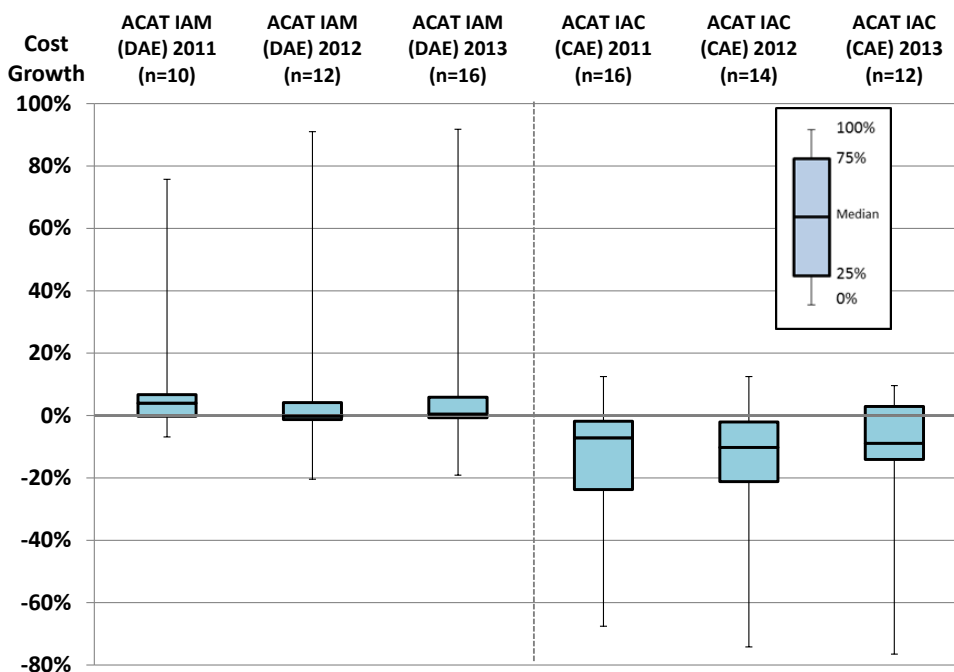 Cost
Growth
ACAT IAM
(DAE) 2011
(n=10)
ACAT IAM
(DAE) 2012
(n=12)
ACAT IAM
(DAE) 2013
(n=16)
ACAT IAC
(CAE) 2011
(n=16)
ACAT IAC
(CAE) 2012
(n=14)
ACAT IAC
(CAE) 2013
(n=12)
100%
80%
60%
40%
20%
0%
-20%
-40%
-60%
-80%
100%
75%
Median
25%
0%